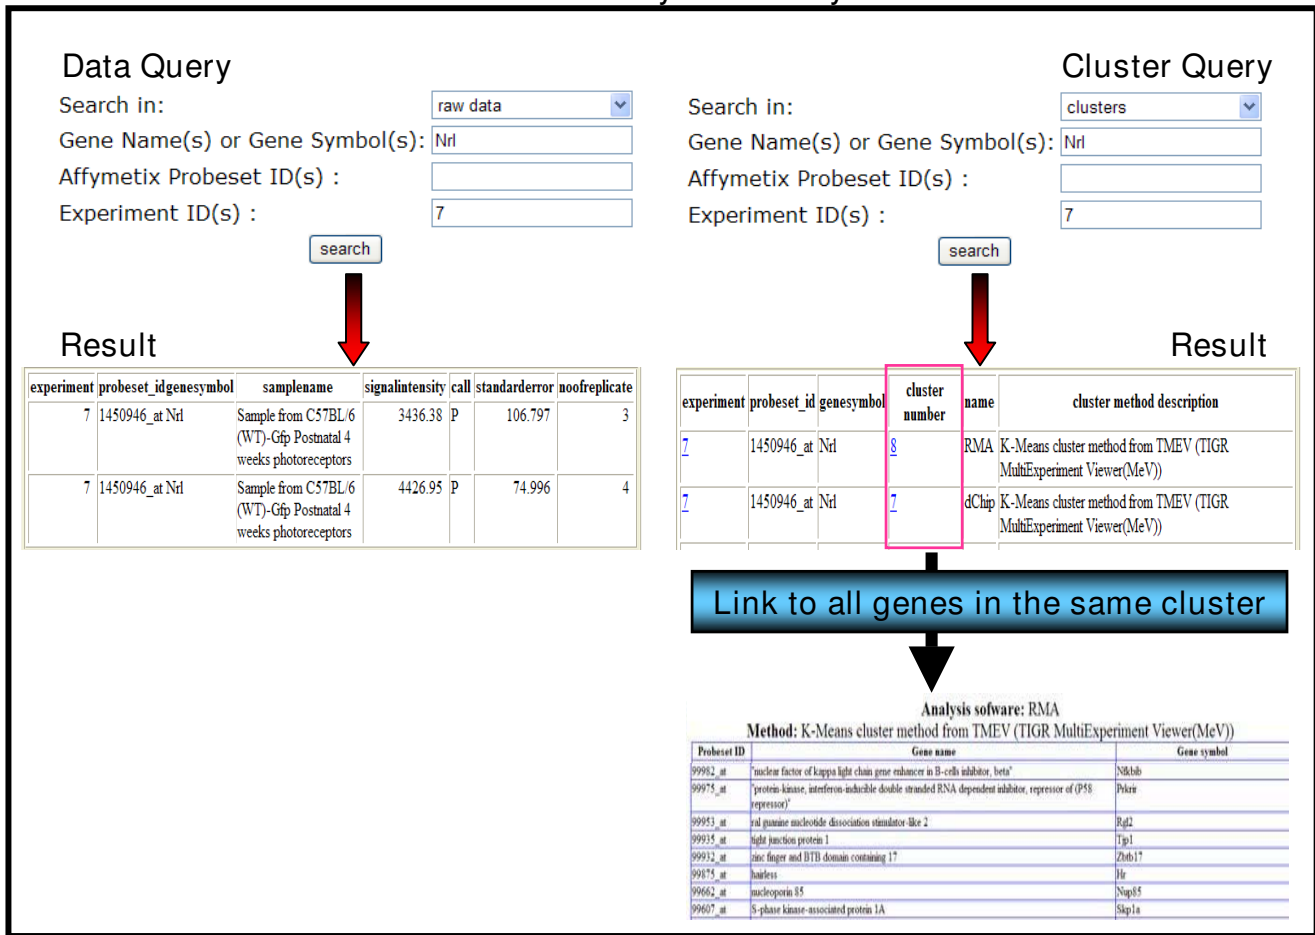 Data Query
Search in:
raw data
Gene Name(s) or Gene Symbol(s):
Nrl
Affymetix Probeset ID(s) :
Experiment ID(s) :
7
search
Result
experiment probeset_idgenesymbol samplename signalintensity call standarderror noofreplicate
7 1450946_at Nrl Sample from C57BL/6 3436.38 P 106.797 3
(WT)-Gfp Postnatal 4
weeks photoreceptors
7 1450946_at Nrl Sample from C57BL/6 4426.95 P 74.996 4
(WT)-Gfp Postnatal 4
weeks photoreceptors
Cluster Query
Search in:
clusters
Gene Name(s) or Gene Symbol(s):
Nrl
Affymetix Probeset ID(s) :
Experiment ID(s) :
7
search
Result
experiment probeset_id genesymbol cluster number name cluster method description
7 1450946_at Nrl 8 RMA K-Means cluster method from TMEV (TIGR
MultiExperiment Viewer(MeV))
7 1450946_at Nrl 7 dChip K-Means cluster method from TMEV (TIGR
MultiExperiment Viewer(MeV))
Link to all genes in the same cluster
Analysis sofware: RMA
Method: K-Means cluster method from TMEV (TIGR MultiExperiment Viewer(MeV))
Probeset ID Gene name Gene symbol
99982_at "nuclear factor of kappa light chain gene enhancer in B-cells inhibitor, beta" Nfkbib
99975_at "protein-kinase, interferon-inducible double stranded RNA dependent inhibitor, repressor of (P58
repressor)" Prkrir
99953_at ral guanine nucleotide dissociation stimulator-like 2 Rgl2
99935_at tight junction protein 1 Tjp1
99932_at zinc finger and BTB domain containing 17 Zbtb17
99875_at hairless Hr
99662_at nucleoporin 85 Nup85
99607_at S-phase kinase-associated protein 1A Skp1a